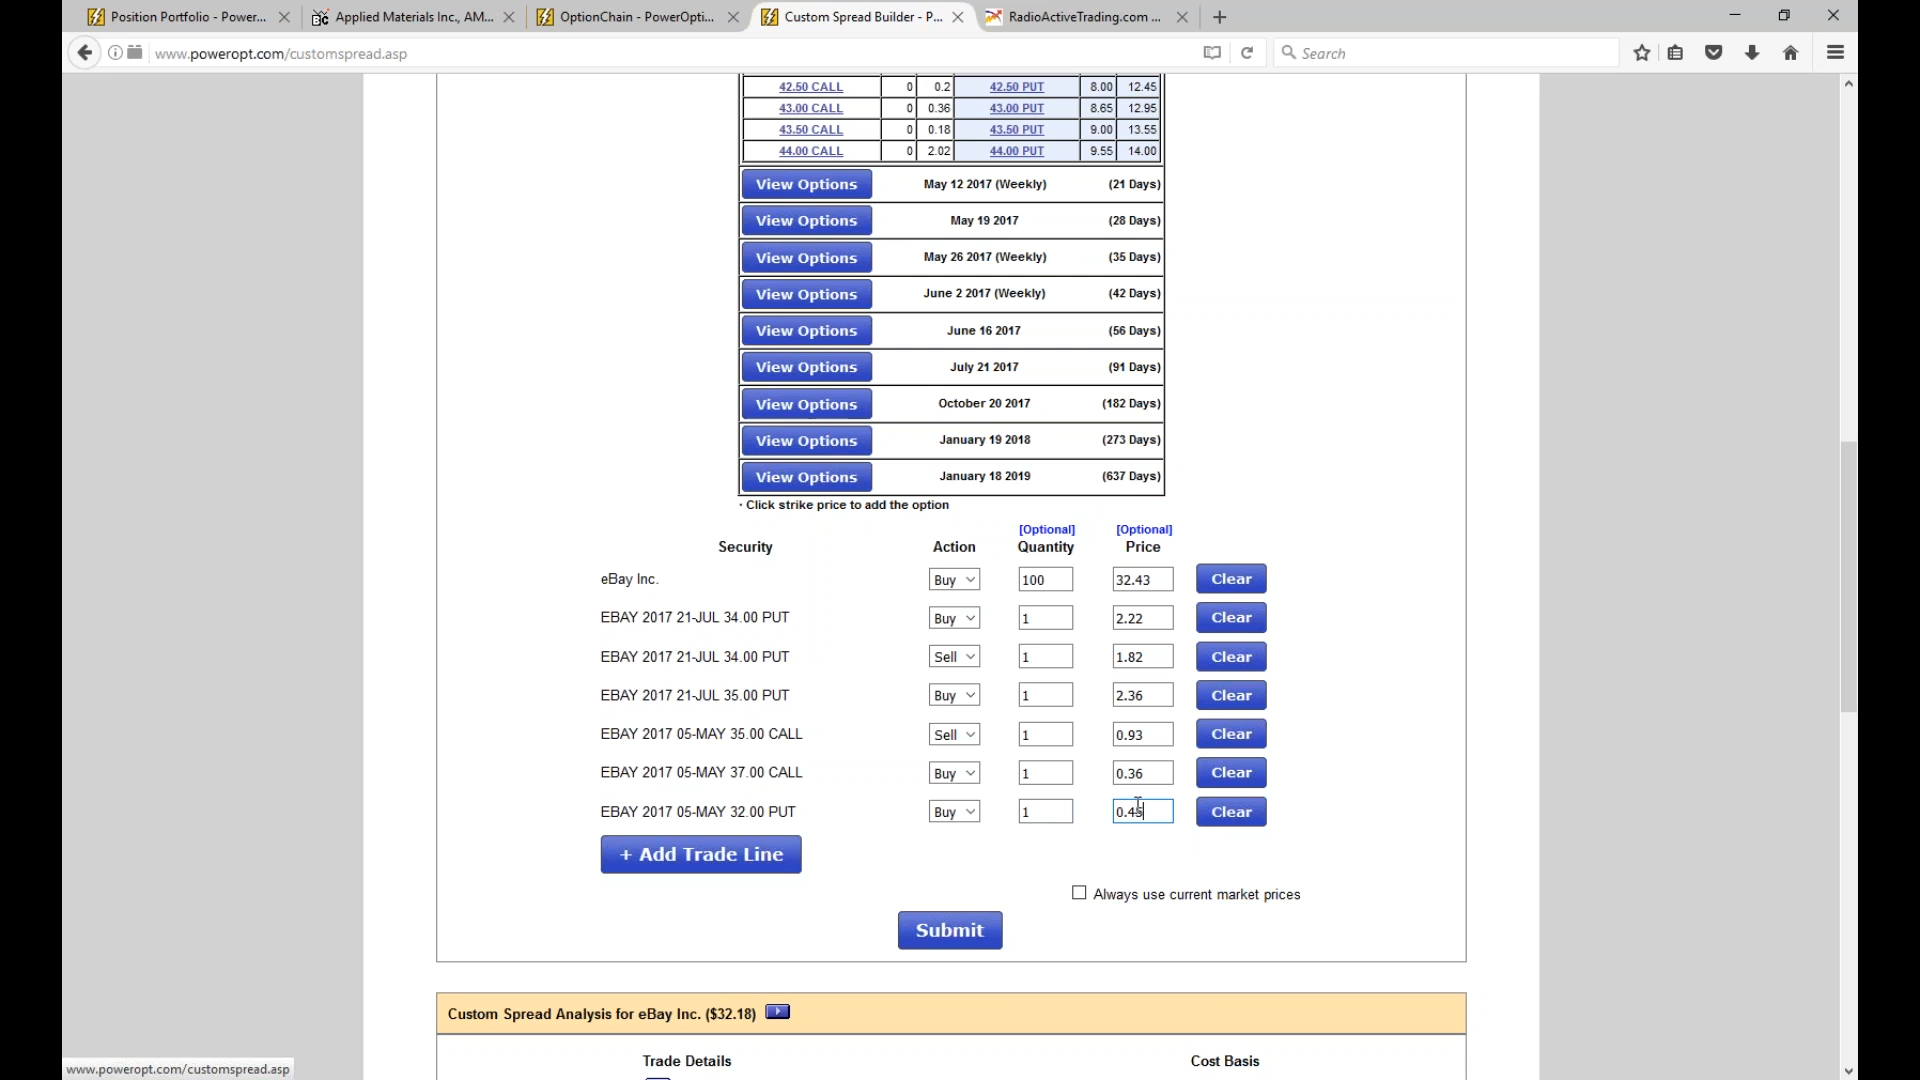 Position Portfolio - Power... Applied Materials Inc., AM... OptionChain - PowerOpti... Custom Spread Builder - P... RadioActiveTrading.com ...
www.poweropt.com/customspread.asp Search
42.50 CALL 0 0.2 42.50 PUT 8.00 12.45
43.00 CALL 0 0.36 43.00 PUT 8.65 12.95
43.50 CALL 0 0.18 43.50 PUT 9.00 13.55
44.00 CALL 0 2.02 44.00 PUT 9.55 14.00
View Options May 12 2017 (Weekly) (21 Days)
View Options May 19 2017 (28 Days)
View Options May 26 2017 (Weekly) (35 Days)
View Options June 2 2017 (Weekly) (42 Days)
View Options June 16 2017 (56 Days)
View Options July 21 2017 (91 Days)
View Options October 20 2017 (182 Days)
View Options January 19 2018 (273 Days)
View Options January 18 2019 (637 Days)
· Click strike price to add the option
[Optional] [Optional]
Security Action Quantity Price
eBay Inc. Buy 100 32.43 Clear
EBAY 2017 21-JUL 34.00 PUT Buy 1 2.22 Clear
EBAY 2017 21-JUL 34.00 PUT Sell 1 1.82 Clear
EBAY 2017 21-JUL 35.00 PUT Buy 1 2.36 Clear
EBAY 2017 05-MAY 35.00 CALL Sell 1 0.93 Clear
EBAY 2017 05-MAY 37.00 CALL Buy 1 0.36 Clear
EBAY 2017 05-MAY 32.00 PUT Buy 1 0.45 Clear
+ Add Trade Line
Always use current market prices
Submit
Custom Spread Analysis for eBay Inc. ($32.18)
Trade Details Cost Basis
www.poweropt.com/customspread.asp